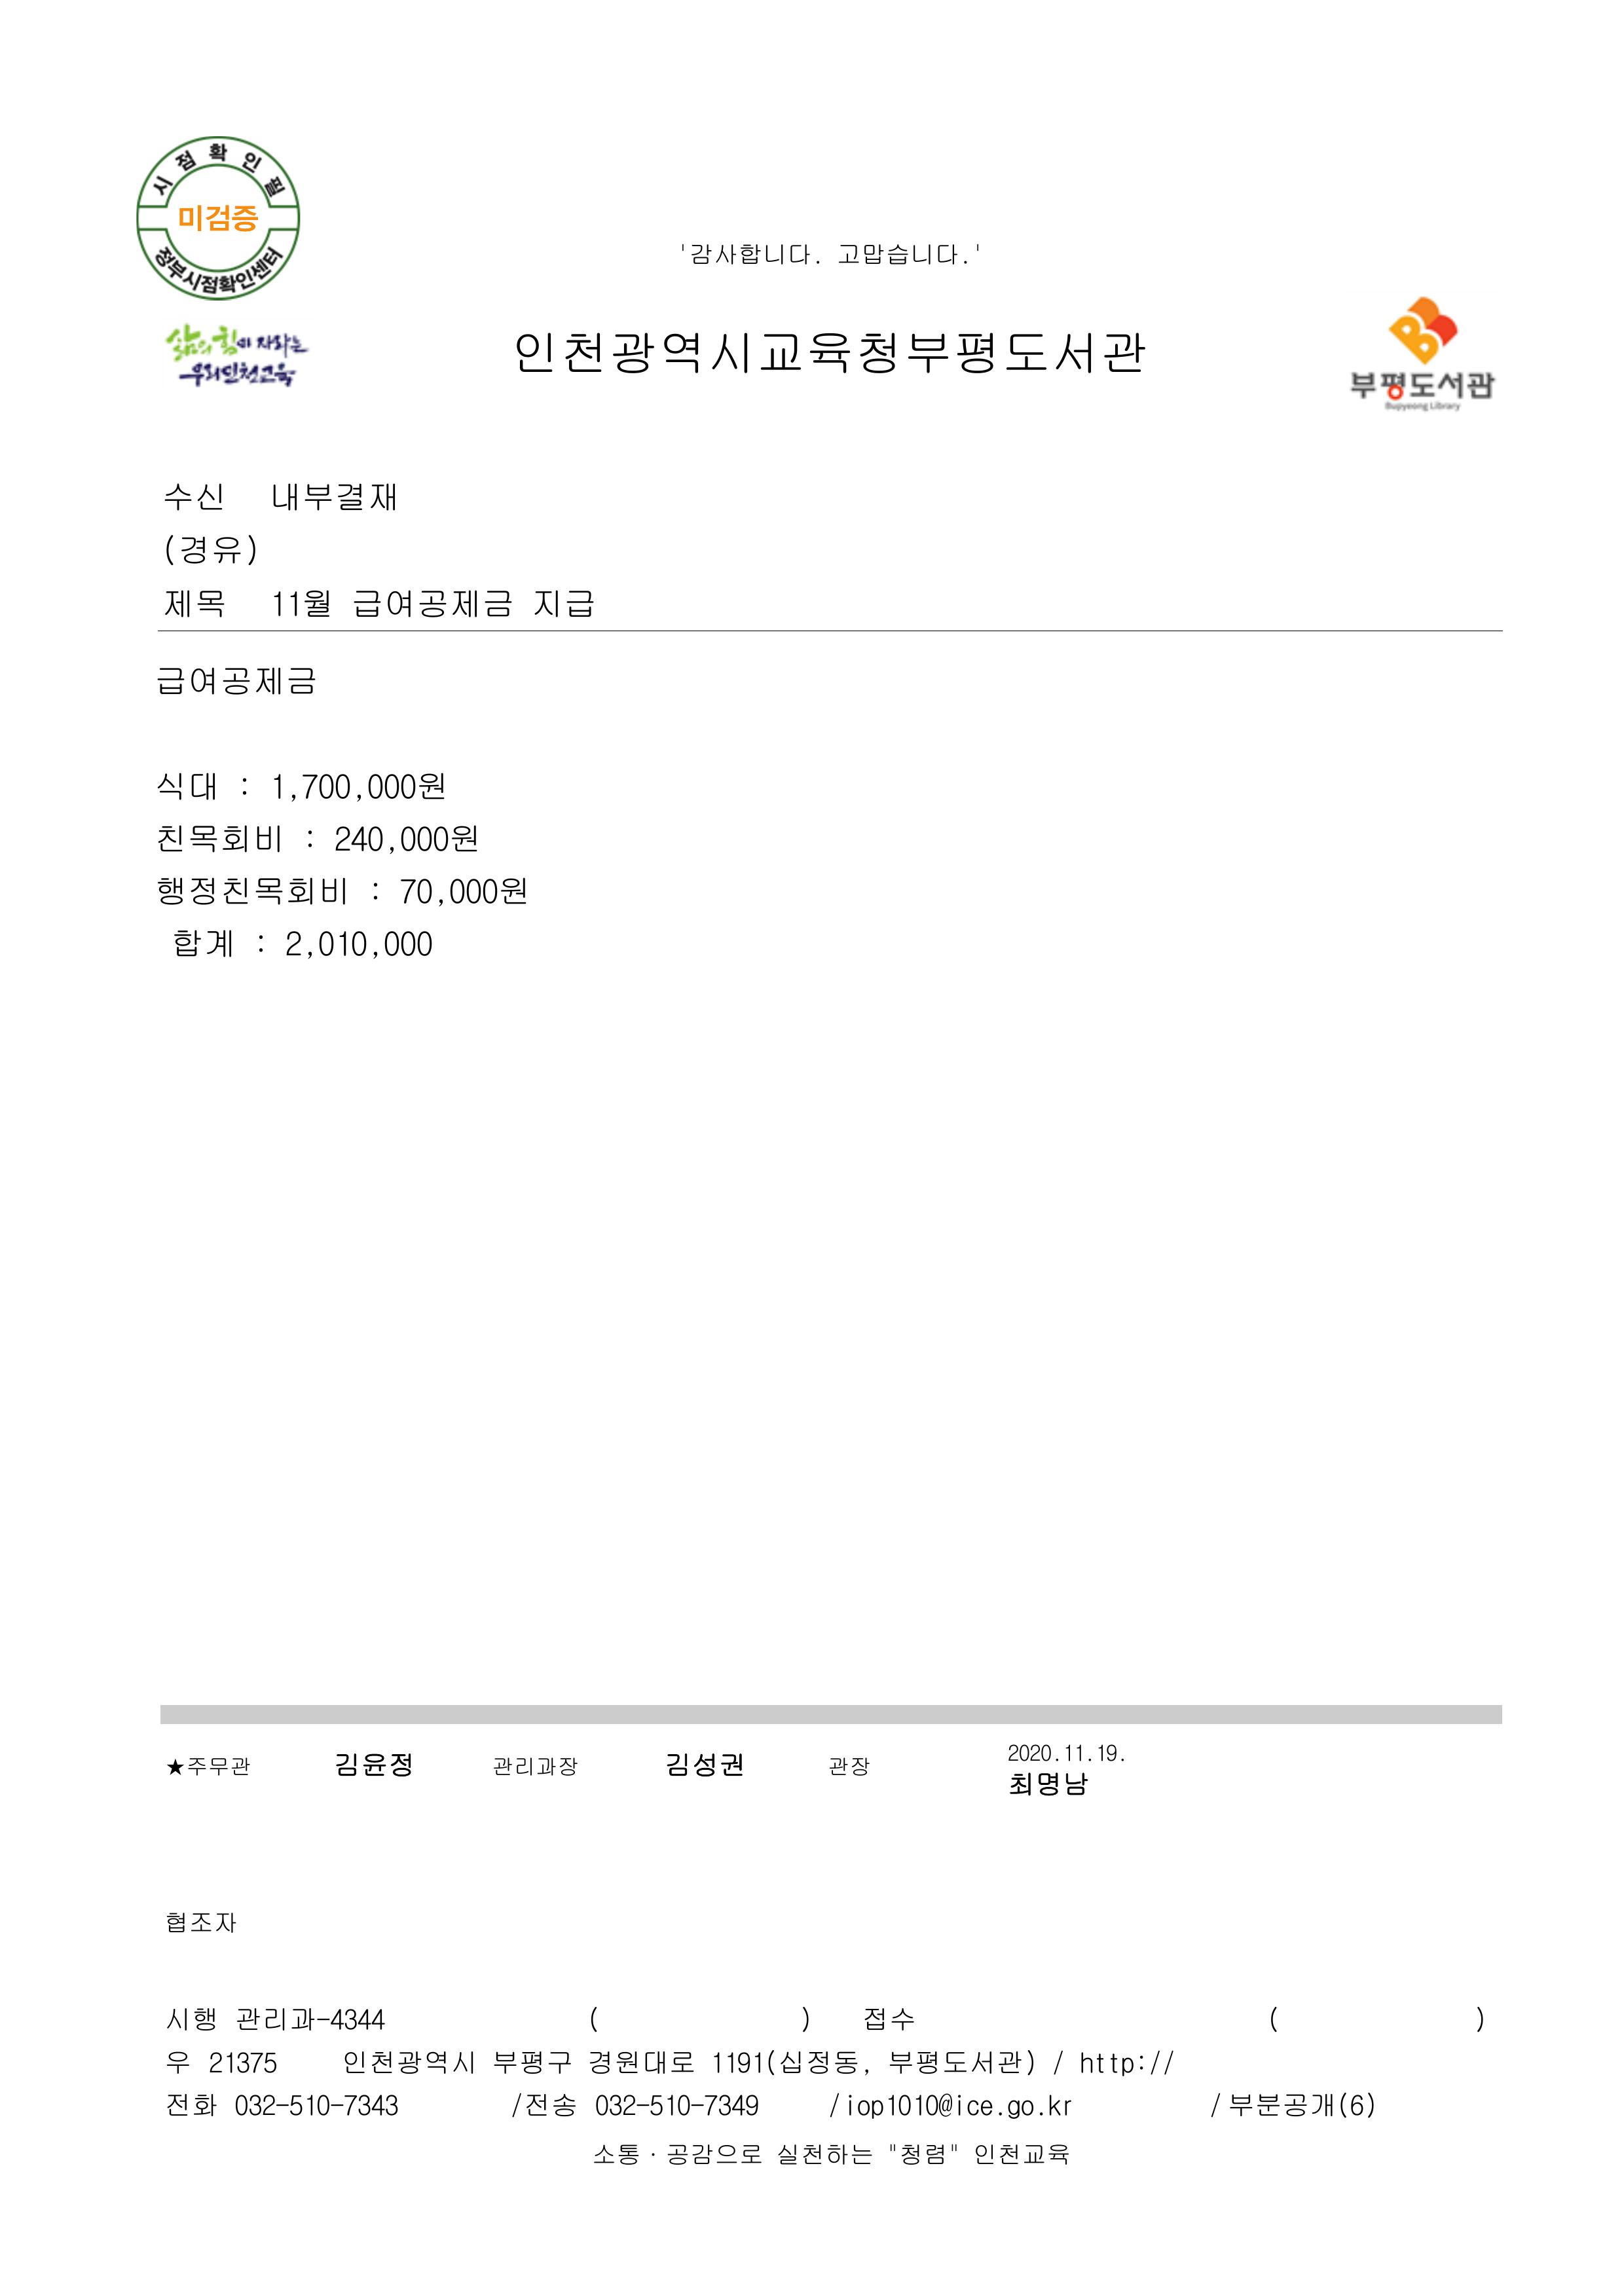 시점확인필
미검증
정부시점확인센터
'감사합니다. 고맙습니다.'
삶의 힘이 자라는
우리인천교육
인천광역시교육청부평도서관
부평도서관
Bupyeong Library
수신 내부결재
(경유)
제목 11월 급여공제금 지급
급여공제금
식대 : 1,700,000원
친목회비 : 240,000원
행정친목회비 : 70,000원
합계 : 2,010,000
★주무관 김윤정 관리과장 김성권 관장 2020.11.19.
최명남
협조자
시행 관리과-4344 ( ) 접수 ( )
우 21375 인천광역시 부평구 경원대로 1191(십정동, 부평도서관) / http://
전화 032-510-7343 /전송 032-510-7349 /iop1010@ice.go.kr / 부분공개(6)
소통·공감으로 실천하는 "청렴" 인천교육